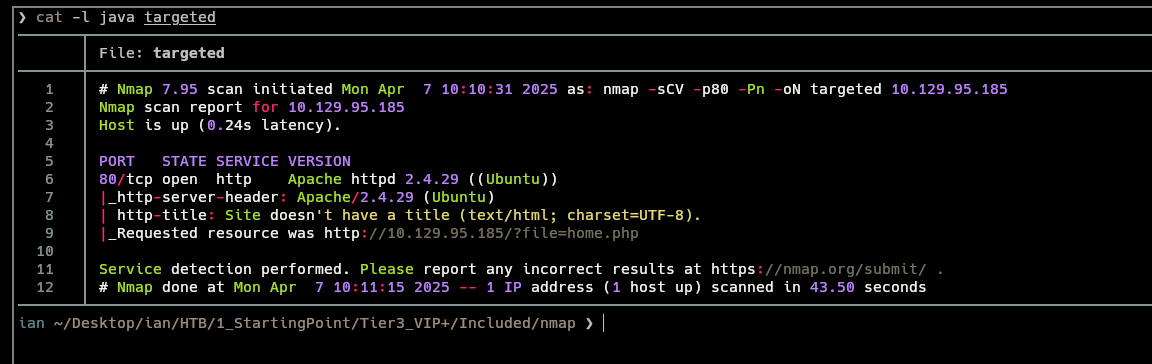 ❯ cat -l java targeted
File: targeted
1 # Nmap 7.95 scan initiated Mon Apr  7 10:10:31 2025 as: nmap -sCV -p80 -Pn -oN targeted 10.129.95.185
2 Nmap scan report for 10.129.95.185
3 Host is up (0.24s latency).
4
5 PORT   STATE SERVICE VERSION
6 80/tcp open  http    Apache httpd 2.4.29 ((Ubuntu))
7 |_http-server-header: Apache/2.4.29 (Ubuntu)
8 | http-title: Site doesn't have a title (text/html; charset=UTF-8).
9 |_Requested resource was http://10.129.95.185/?file=home.php
10
11 Service detection performed. Please report any incorrect results at https://nmap.org/submit/ .
12 # Nmap done at Mon Apr  7 10:11:15 2025 -- 1 IP address (1 host up) scanned in 43.50 seconds
ian ~/Desktop/ian/HTB/1_StartingPoint/Tier3_VIP+/Included/nmap ❯